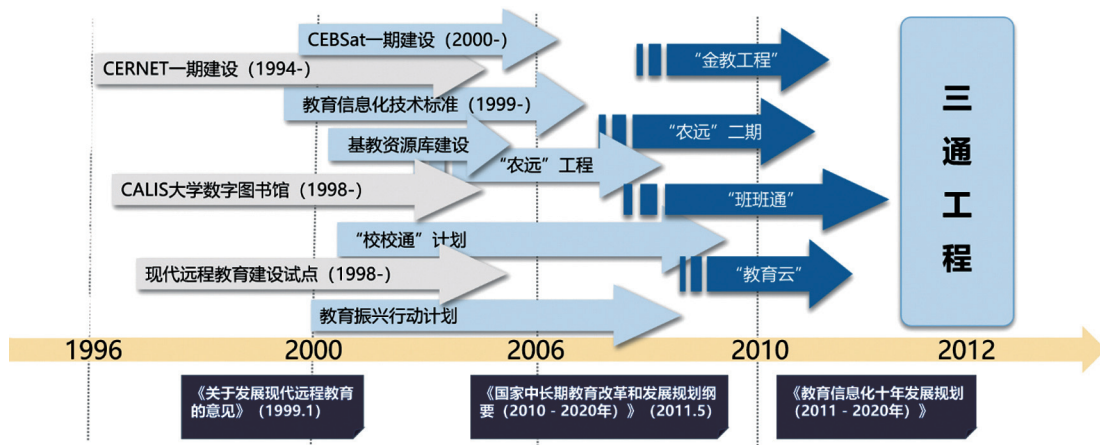 CEBSat一期建设（2000-）
CERNET一期建设（1994-）
“金教工程”
教育信息化技术标准（1999-）
基教资源库建设
“农远”二期
“农远”工程
CALIS大学数字图书馆（1998-）
“班班通”
“校校通”计划
现代远程教育建设试点（1998-）
“教育云”
教育振兴行动计划
三
通
工
程
1996
2000
2006
2010
2012
《关于发展现代远程教育
的意见》（1999.1）
《国家中长期教育改革和发展规划纲
要（2010 - 2020年）》（2011.5）
《教育信息化十年发展规划
（2011 - 2020年）》